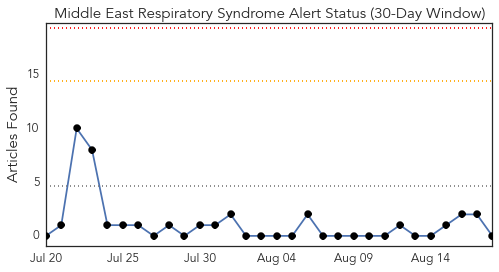 Middle East Respiratory Syndrome Alert Status (30-Day Window)
Articles Found
15
10
5
0
Jul 20 Jul 25 Jul 30 Aug 04 Aug 09 Aug 14